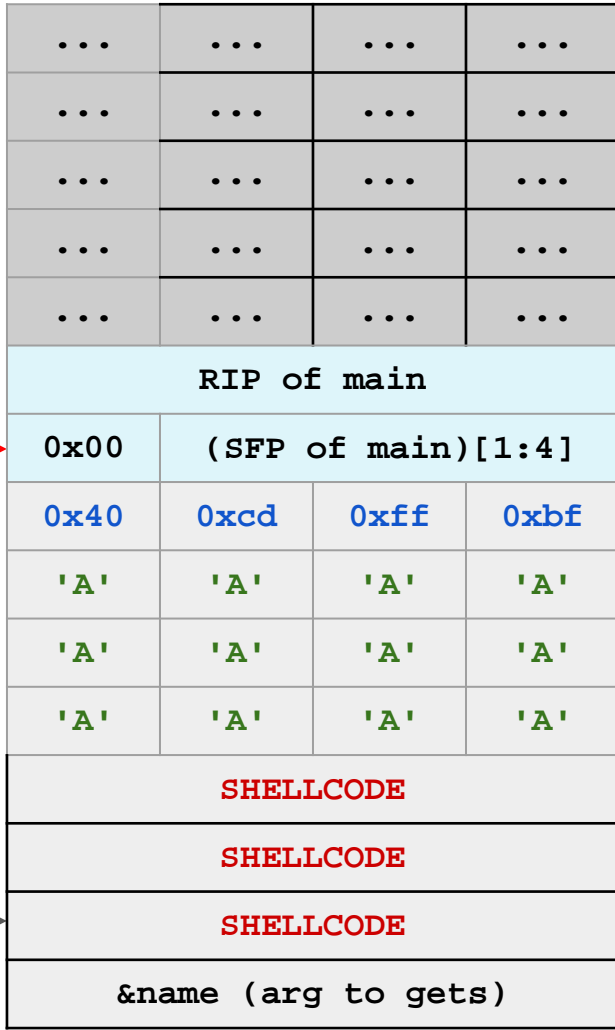 ... ... ... ...
... ... ... ...
... ... ... ...
... ... ... ...
... ... ... ...
RIP of main
0x00 (SFP of main)[1:4]
0x40 0xcd 0xff 0xbf
'A' 'A' 'A' 'A'
'A' 'A' 'A' 'A'
'A' 'A' 'A' 'A'
SHELLCODE
SHELLCODE
SHELLCODE
&name (arg to gets)